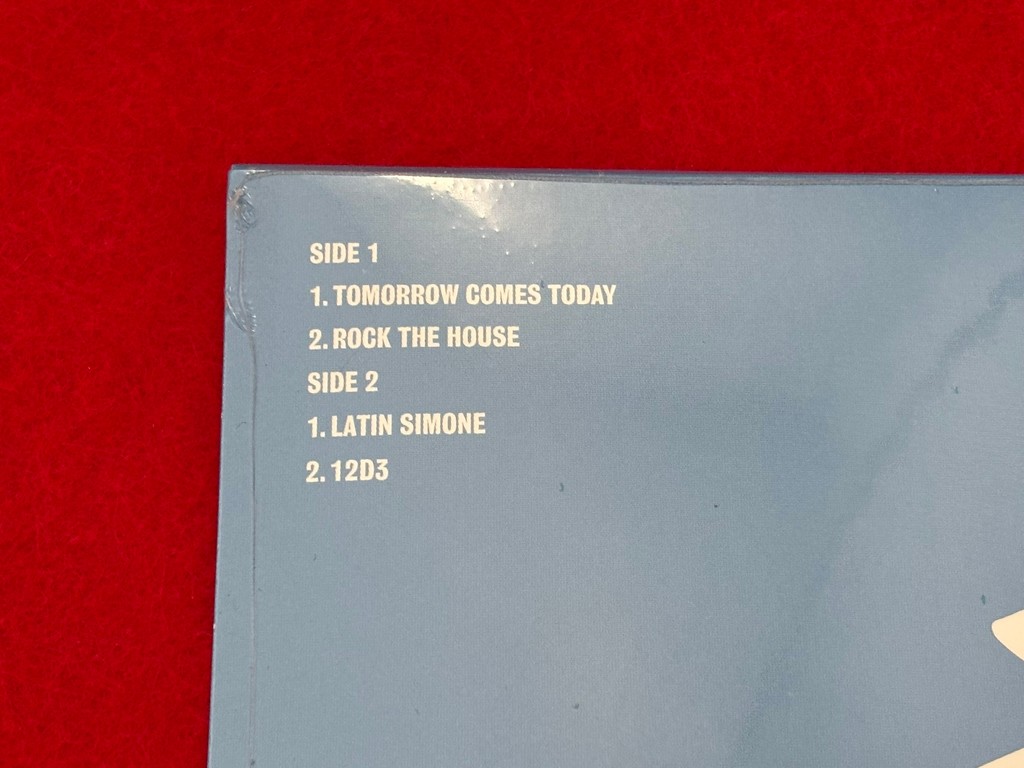 SIDE 1
1. TOMORROW COMES TODAY
2. ROCK THE HOUSE
SIDE 2
1. LATIN SIMONE
2. 12D3